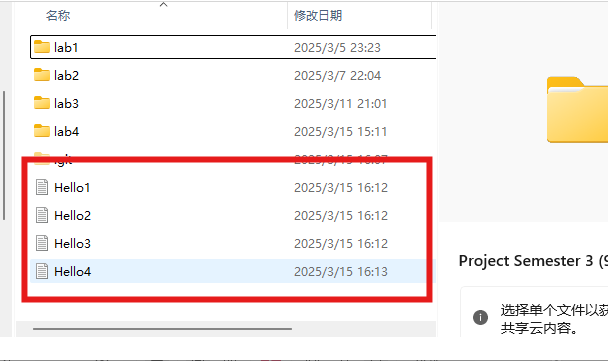 名称 修改日期
lab1 2025/3/5 23:23
lab2 2025/3/7 22:04
lab3 2025/3/11 21:01
lab4 2025/3/15 15:11
2025/3/15 16:07
Hello1 2025/3/15 16:12
Hello2 2025/3/15 16:12
Hello3 2025/3/15 16:12
Hello4 2025/3/15 16:13
Project Semester 3 (9
选择单个文件以获
共享云内容。